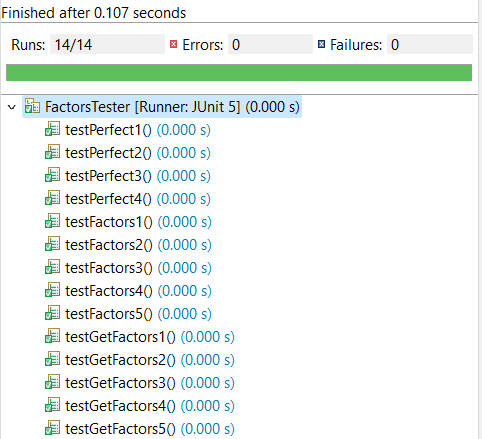 Finished after 0.107 seconds
Runs: 14/14 Errors: 0 Failures: 0
FactorsTester [Runner: JUnit 5] (0.000 s)
testPerfect1() (0.000 s)
testPerfect2() (0.000 s)
testPerfect3() (0.000 s)
testPerfect4() (0.000 s)
testFactors1() (0.000 s)
testFactors2() (0.000 s)
testFactors3() (0.000 s)
testFactors4() (0.000 s)
testFactors5() (0.000 s)
testGetFactors1() (0.000 s)
testGetFactors2() (0.000 s)
testGetFactors3() (0.000 s)
testGetFactors4() (0.000 s)
testGetFactors5() (0.000 s)